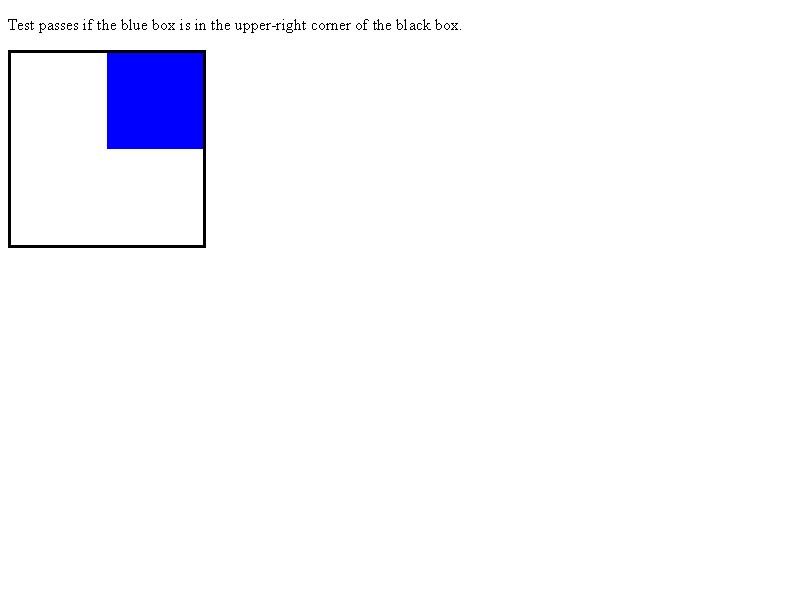 Test passes if the blue box is in the upper-right corner of the black box.